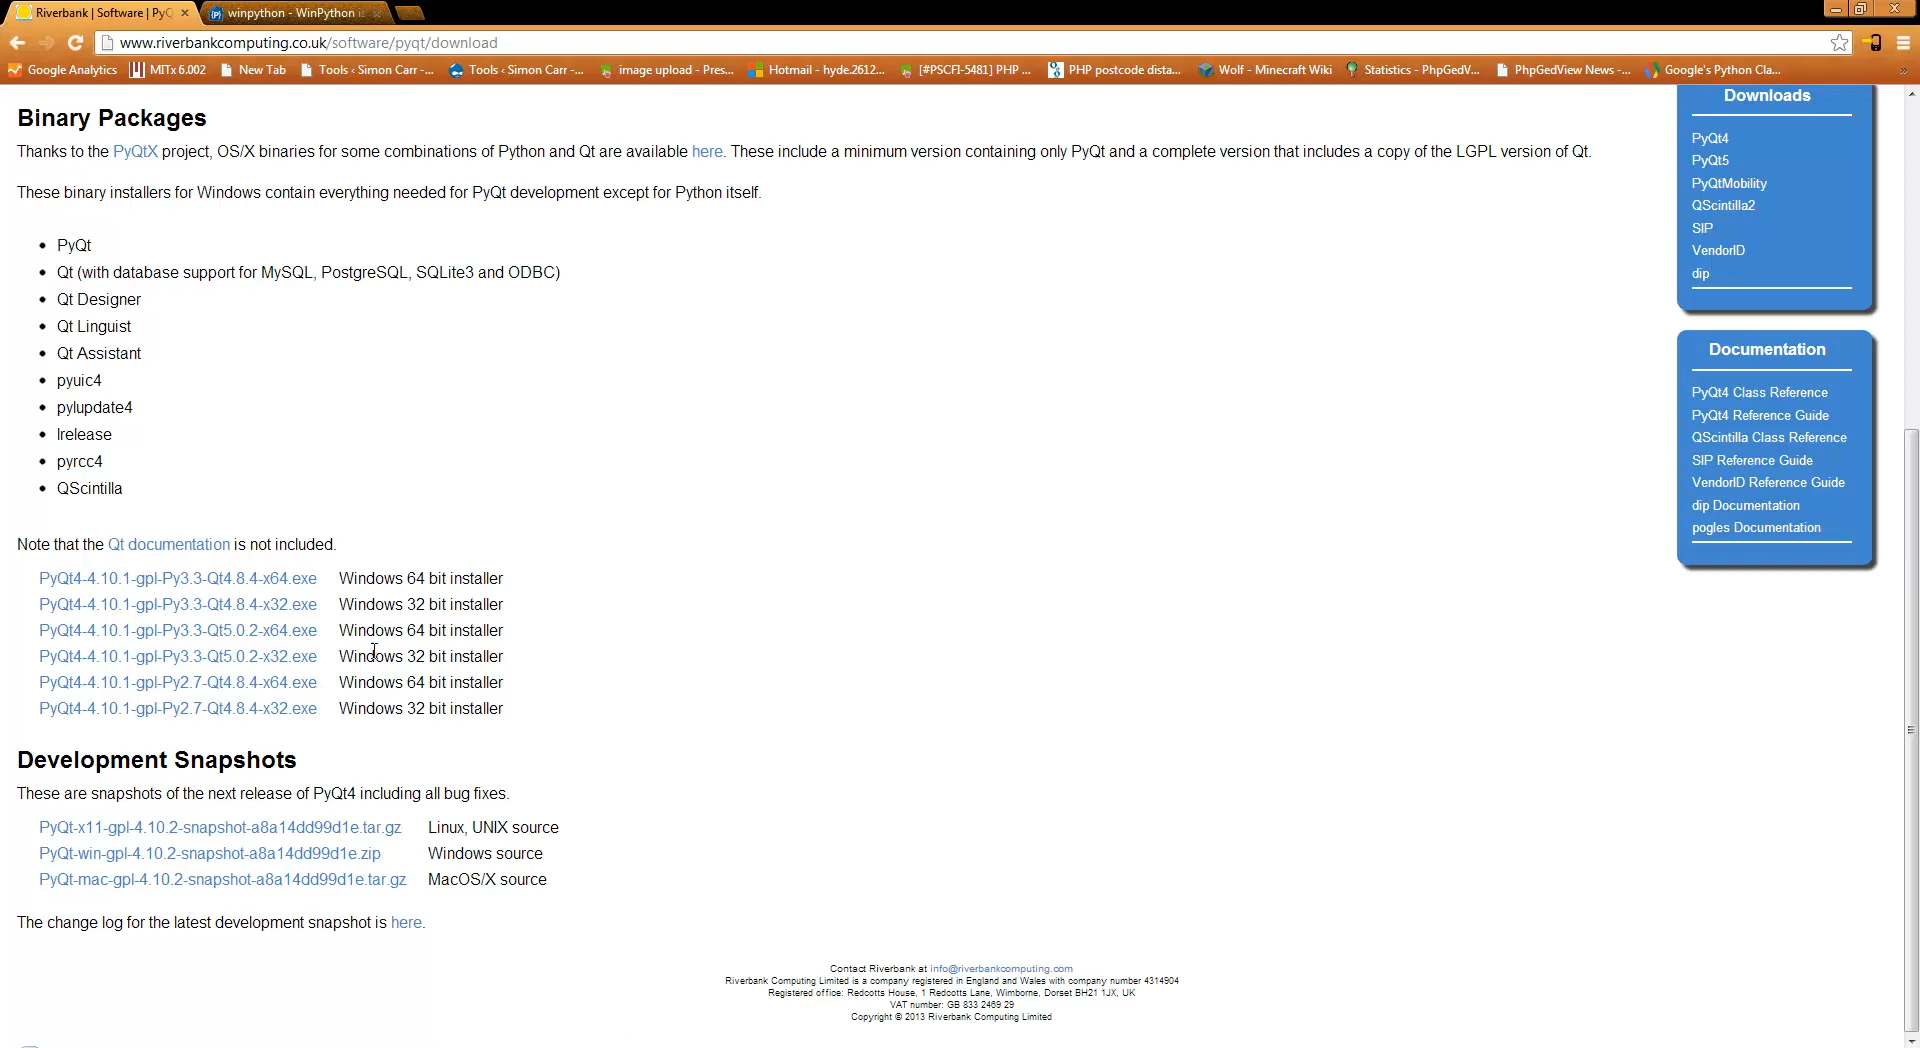 Riverbank | Software | PyQ
winpython - WinPython is
www.riverbankcomputing.co.uk/software/pyqt/download
Google Analytics
MITx 6.002
New Tab
Tools ‹ Simon Carr -...
Tools ‹ Simon Carr -...
image upload - Pres...
Hotmail - hyde.2612...
[#PSCFI-5481] PHP ...
PHP postcode dista...
Wolf - Minecraft Wiki
Statistics - PhpGedV...
PhpGedView News -...
Google's Python Cla...
Binary Packages
Thanks to the PyQtX project, OS/X binaries for some combinations of Python and Qt are available here. These include a minimum version containing only PyQt and a complete version that includes a copy of the LGPL version of Qt.
These binary installers for Windows contain everything needed for PyQt development except for Python itself.
PyQt
Qt (with database support for MySQL, PostgreSQL, SQLite3 and ODBC)
Qt Designer
Qt Linguist
Qt Assistant
pyuic4
pylupdate4
lrelease
pyrcc4
QScintilla
Note that the Qt documentation is not included.
PyQt4-4.10.1-gpl-Py3.3-Qt4.8.4-x64.exe Windows 64 bit installer
PyQt4-4.10.1-gpl-Py3.3-Qt4.8.4-x32.exe Windows 32 bit installer
PyQt4-4.10.1-gpl-Py3.3-Qt5.0.2-x64.exe Windows 64 bit installer
PyQt4-4.10.1-gpl-Py3.3-Qt5.0.2-x32.exe Windows 32 bit installer
PyQt4-4.10.1-gpl-Py2.7-Qt4.8.4-x64.exe Windows 64 bit installer
PyQt4-4.10.1-gpl-Py2.7-Qt4.8.4-x32.exe Windows 32 bit installer
Development Snapshots
These are snapshots of the next release of PyQt4 including all bug fixes.
PyQt-x11-gpl-4.10.2-snapshot-a8a14dd99d1e.tar.gz Linux, UNIX source
PyQt-win-gpl-4.10.2-snapshot-a8a14dd99d1e.zip Windows source
PyQt-mac-gpl-4.10.2-snapshot-a8a14dd99d1e.tar.gz MacOS/X source
The change log for the latest development snapshot is here.
Downloads
PyQt4
PyQt5
PyQtMobility
QScintilla2
SIP
VendorID
dip
Documentation
PyQt4 Class Reference
PyQt4 Reference Guide
QScintilla Class Reference
SIP Reference Guide
VendorID Reference Guide
dip Documentation
pogles Documentation
Contact Riverbank at info@riverbankcomputing.com
Riverbank Computing Limited is a company registered in England and Wales with company number 4314904
Registered office: Redcotts House, 1 Redcotts Lane, Wimborne, Dorset BH21 1JX, UK
VAT number: GB 833 2469 29
Copyright © 2013 Riverbank Computing Limited